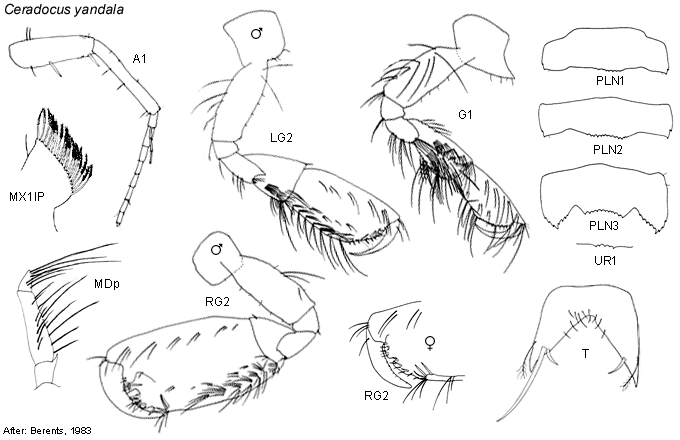 Ceradocus yandala
♂
A1
PLN1
G1
LG2
PLN2
MX1IP
PLN3
♂
UR1
MDp
RG2
♀
T
RG2
After: Berents, 1983